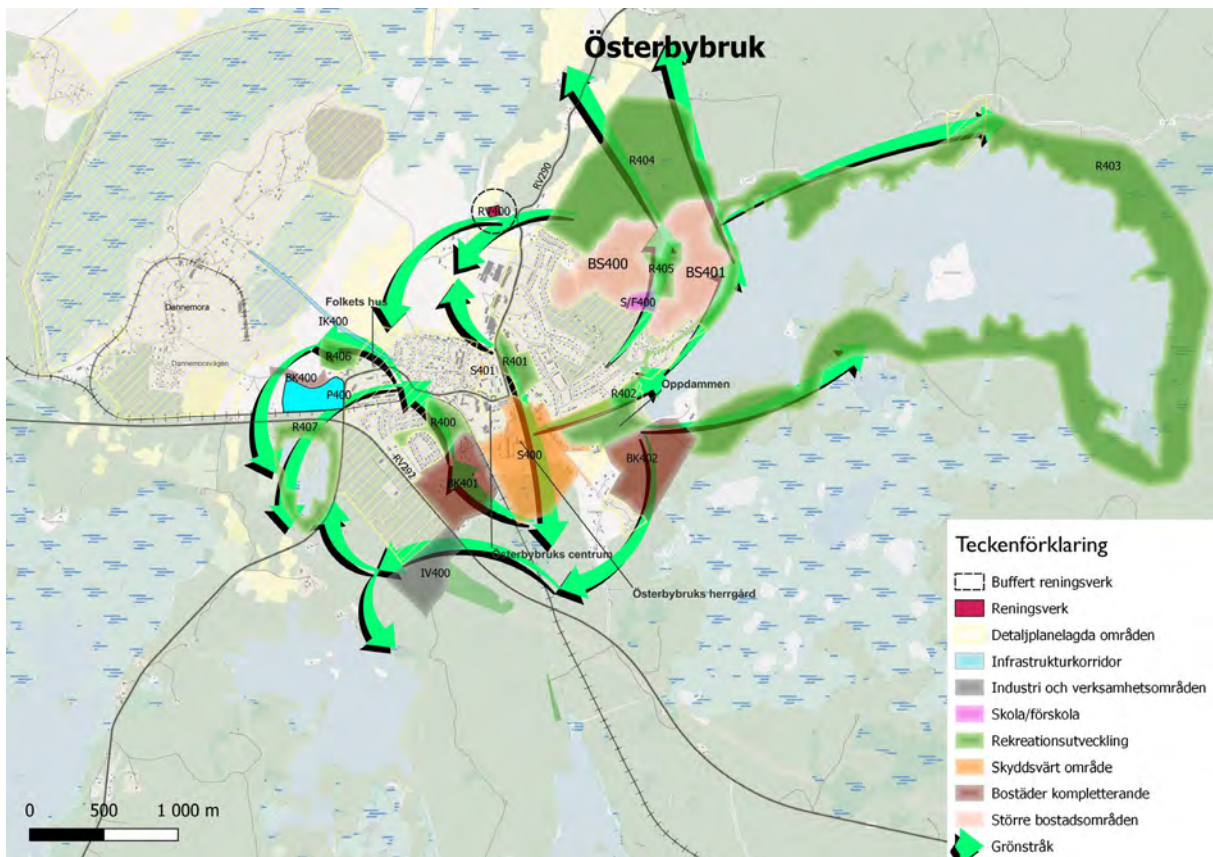 Österbybruk
R404
R403
RV290
RV400
BS400
R405
BS401
S/F400
Folkets hus
Dannemora
IK400
Dannemoravägen
R406
S401
R401
BK400
P400
R402
Öppdammen
R400
R407
RV292
S400
BK402
BK401
Österbybruks centrum
IV400
Österbybruks herrgård
Teckenförklaring
Buffert reningsverk
Reningsverk
Detaljplanelagda områden
Infrastrukturkorridor
Industri och verksamhetsområden
Skola/förskola
Rekreationsutveckling
Skyddsvärt område
Bostäder kompletterande
Större bostadsområden
Grönstråk
0 500 1 000 m